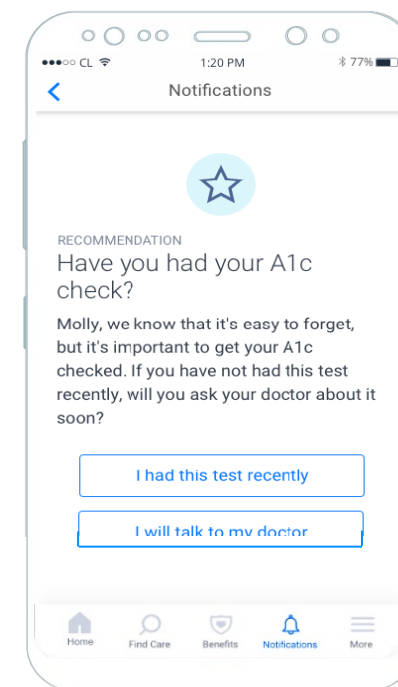 CL 1:20 PM 77%
Notifications
RECOMMENDATION
Have you had your A1c
check?
Molly, we know that it's easy to forget,
but it's important to get your A1c
checked. If you have not had this test
recently, will you ask your doctor about it
soon?
I had this test recently
I will talk to my doctor
Home Find Care Benefits Notifications More